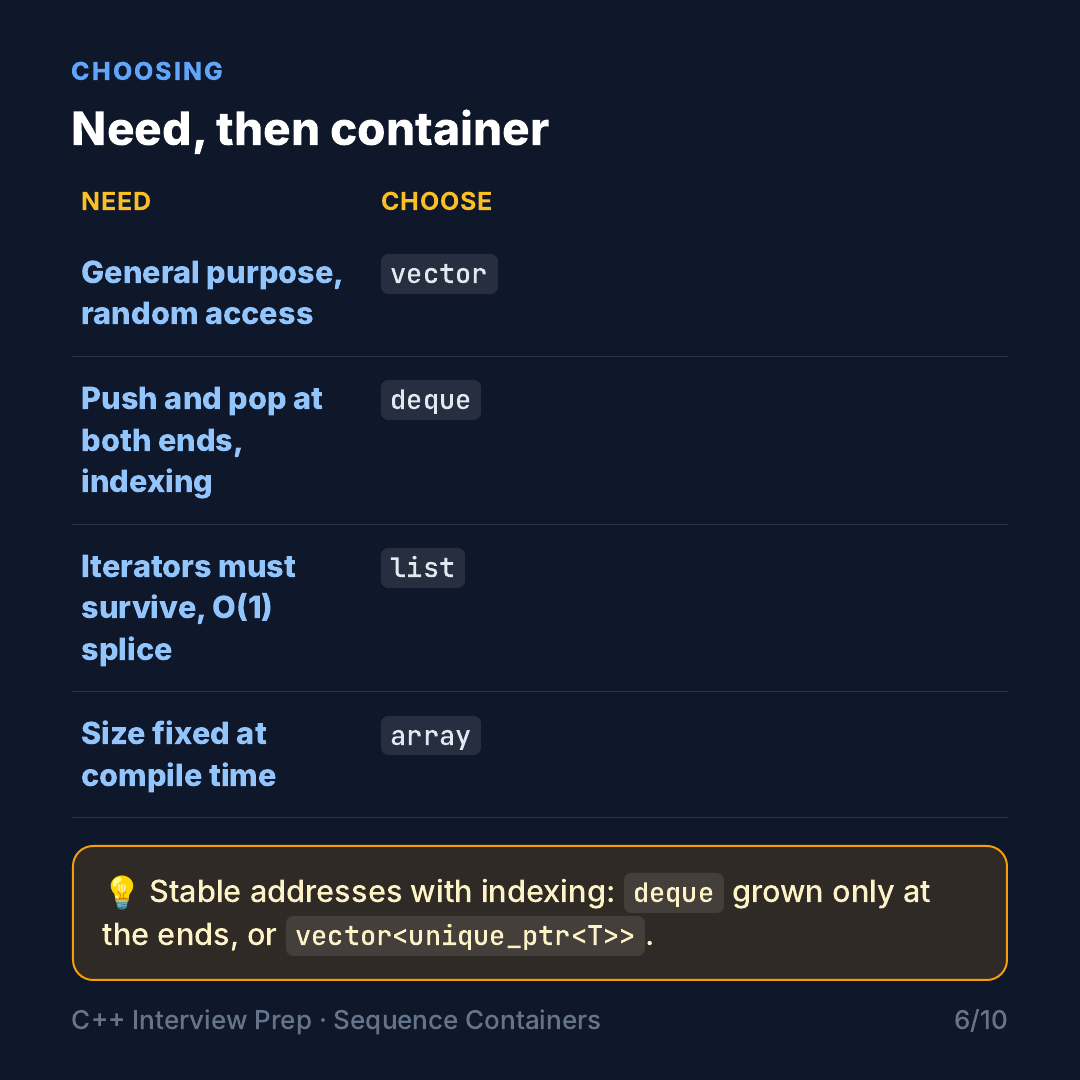 CHOOSING
Need, then container
NEED CHOOSE
General purpose, vector
random access
Push and pop at deque
both ends,
indexing
Iterators must list
survive, O(1)
splice
Size fixed at array
compile time
💡 Stable addresses with indexing: deque grown only at
the ends, or vector<unique_ptr<T>>.
C++ Interview Prep · Sequence Containers 6/10